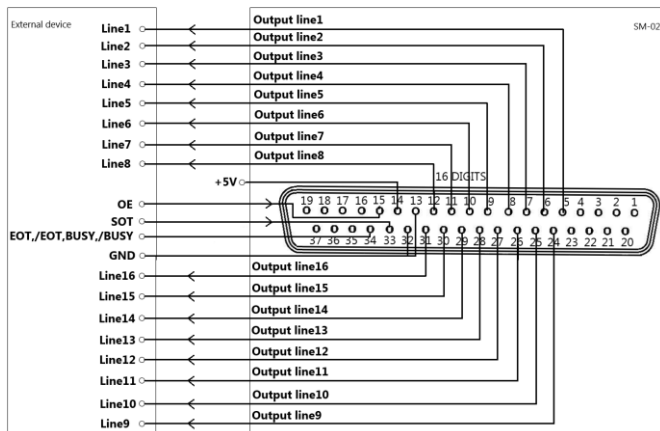 External device
SM-02
Line1 Output line1
Line2 Output line2
Line3 Output line3
Line4 Output line4
Line5 Output line5
Line6 Output line6
Line7 Output line7
Line8 Output line8
+5V
16 DIGITS
OE
SOT
EOT,/EOT,BUSY,/BUSY
GND
19 18 17 16 15 14 13 12 11 10 9 8 7 6 5 4 3 2 1
37 36 35 34 33 32 31 30 29 28 27 26 25 24 23 22 21 20
Line16 Output line16
Line15 Output line15
Line14 Output line14
Line13 Output line13
Line12 Output line12
Line11 Output line11
Line10 Output line10
Line9 Output line9